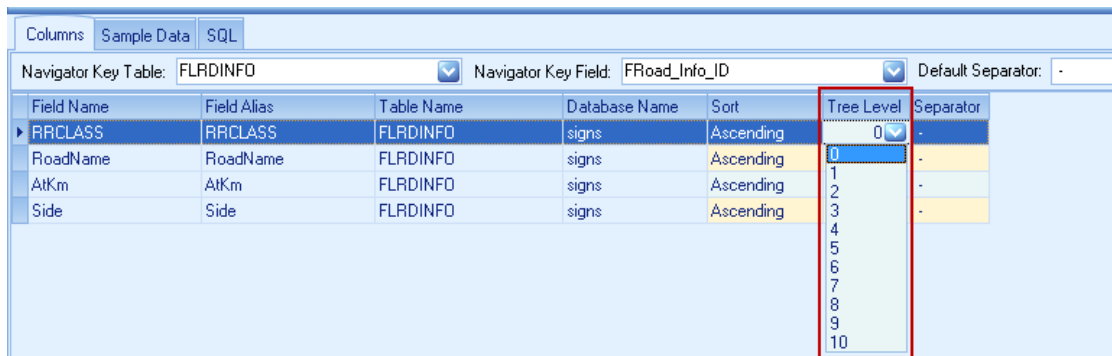 Columns Sample Data SQL
Navigator Key Table: FLRDINFO Navigator Key Field: FRoad_Info_ID Default Separator: -
Field Name Field Alias Table Name Database Name Sort Tree Level Separator
RRCLASS RRCLASS FLRDINFO signs Ascending 0 -
RoadName RoadName FLRDINFO signs Ascending 0 -
AtKm AtKm FLRDINFO signs Ascending 1 -
Side Side FLRDINFO signs Ascending 2 -
3
4
5
6
7
8
9
10